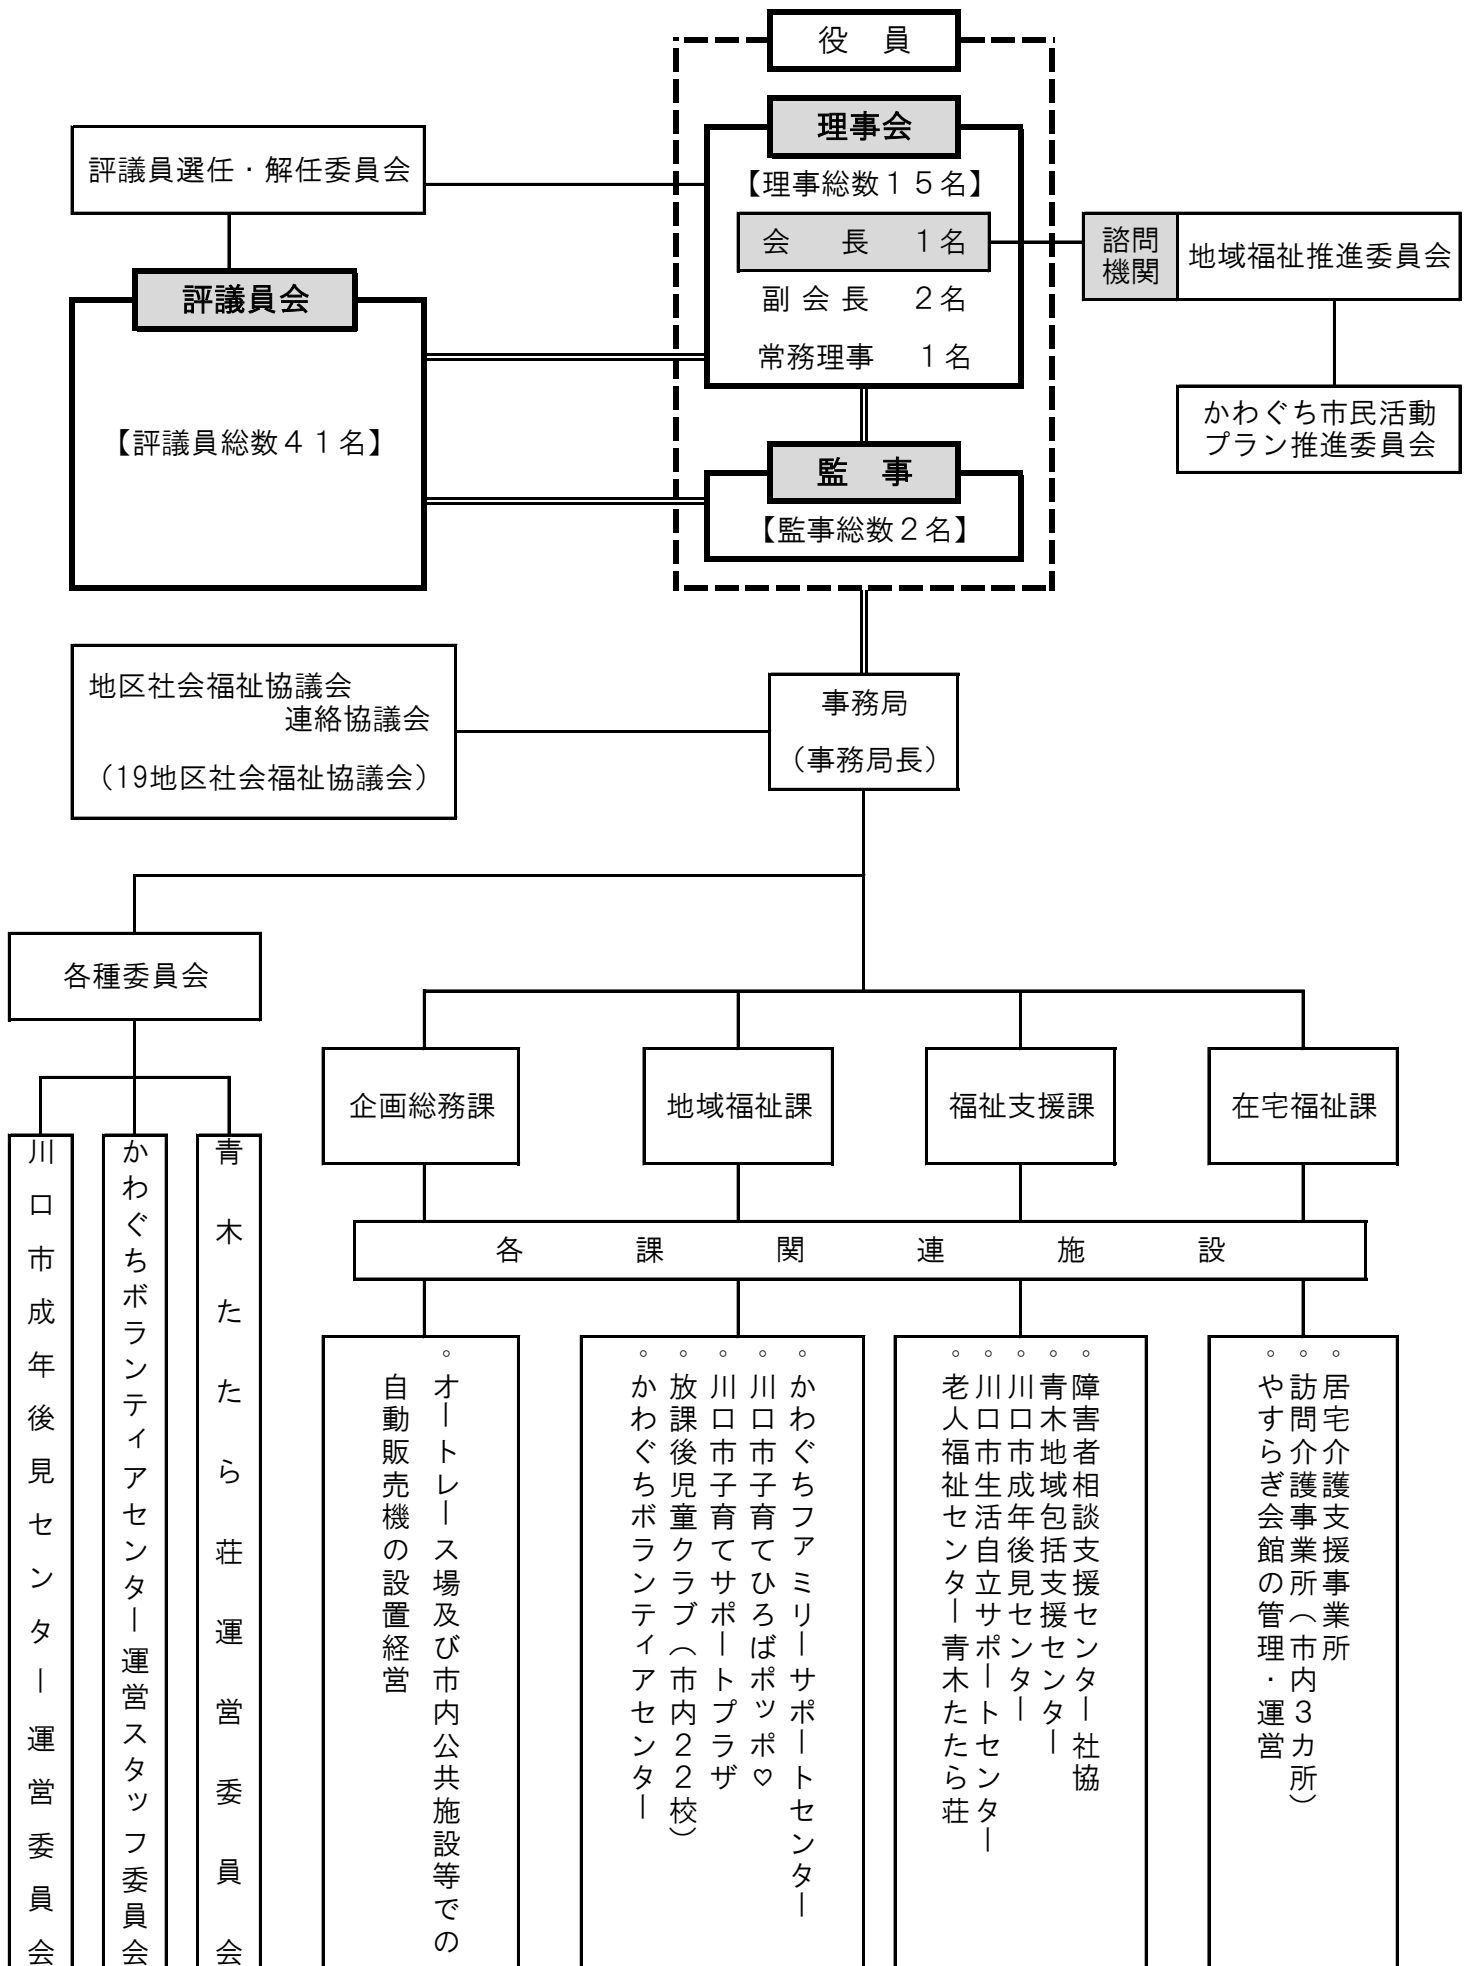 役　員
理事会
【理事総数１５名】
会　長　１名
副会長　２名
常務理事　１名
評議員選任・解任委員会
評議員会
【評議員総数４１名】
諮問
機関
地域福祉推進委員会
かわぐち市民活動
プラン推進委員会
監　事
【監事総数２名】
地区社会福祉協議会
連絡協議会
（19地区社会福祉協議会）
事務局
（事務局長）
各種委員会
企画総務課
地域福祉課
福祉支援課
在宅福祉課
各課関連施設
青木たたら荘運営委員会
かわぐちボランティアセンター運営スタッフ委員会
川口市成年後見センター運営委員会
。オートレース場及び市内公共施設等での
自動販売機の設置経営
。かわぐちファミリーサポートセンター
。川口市子育てひろばポッポ♡
。川口市子育てサポートプラザ
。放課後児童クラブ（市内２２校）
。かわぐちボランティアセンター
。障害者相談支援センター社協
。青木地域包括支援センター
。川口市成年後見センター
。川口市生活自立サポートセンター
。老人福祉センター青木たたら荘
。居宅介護支援事業所
。訪問介護事業所（市内３カ所）
。やすらぎ会館の管理・運営